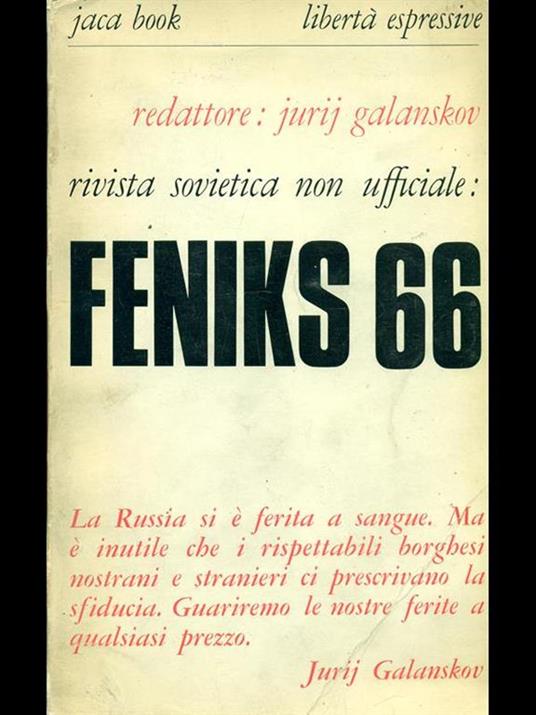 jaca book libertà espressive
redattore: jurij galanskov
rivista sovietica non ufficiale:
FENIKS 66
La Russia si è ferita a sangue. Ma
è inutile che i rispettabili borghesi
nostrani e stranieri ci prescrivano la
sfiducia. Guariremo le nostre ferite a
qualsiasi prezzo.
Jurij Galanskov